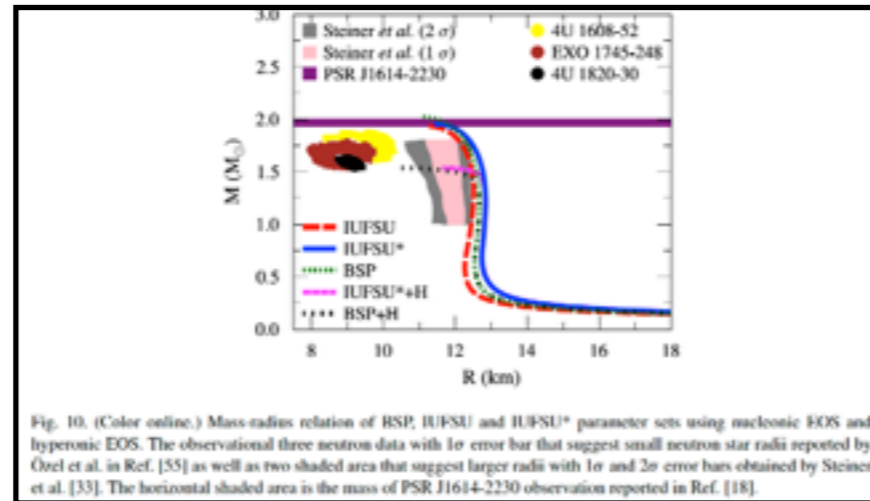 3.0
Steiner et al. (2 σ)
4U 1608-52
Steiner et al. (1 σ)
EXO 1745-248
PSR J1614-2230
4U 1820-30
2.5
2.0
1.5
1.0
0.5
0.0
M (M⊙)
IUFSU
IUFSU*
BSP
IUFSU*+H
BSP+H
8 10 12 14 16 18
R (km)
Fig. 10. (Color online.) Mass-radius relation of BSP, IUFSU and IUFSU* parameter sets using nucleonic EOS and
hyperonic EOS. The observational three neutron data with 1σ error bar that suggest small neutron star radii reported by
Özel et al. in Ref. [55] as well as two shaded area that suggest larger radii with 1σ and 2σ error bars obtained by Steiner
et al. [33]. The horizontal shaded area is the mass of PSR J1614-2230 observation reported in Ref. [18].